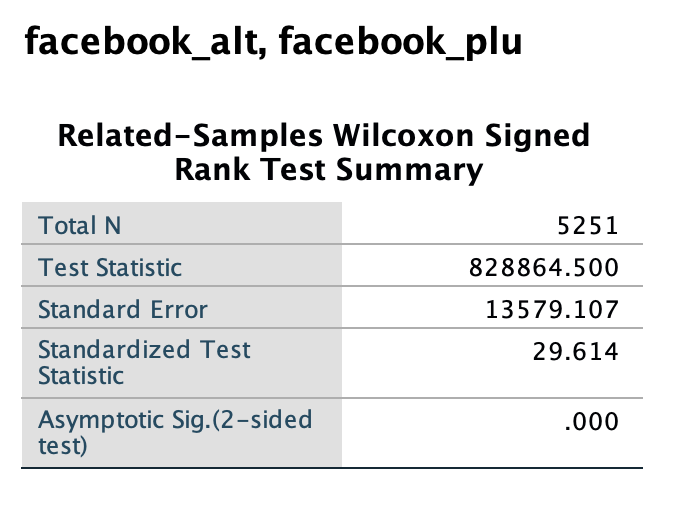 facebook_alt, facebook_plu
Related-Samples Wilcoxon Signed
Rank Test Summary
Total N 5251
Test Statistic 828864.500
Standard Error 13579.107
Standardized Test 29.614
Statistic
Asymptotic Sig.(2-sided .000
test)